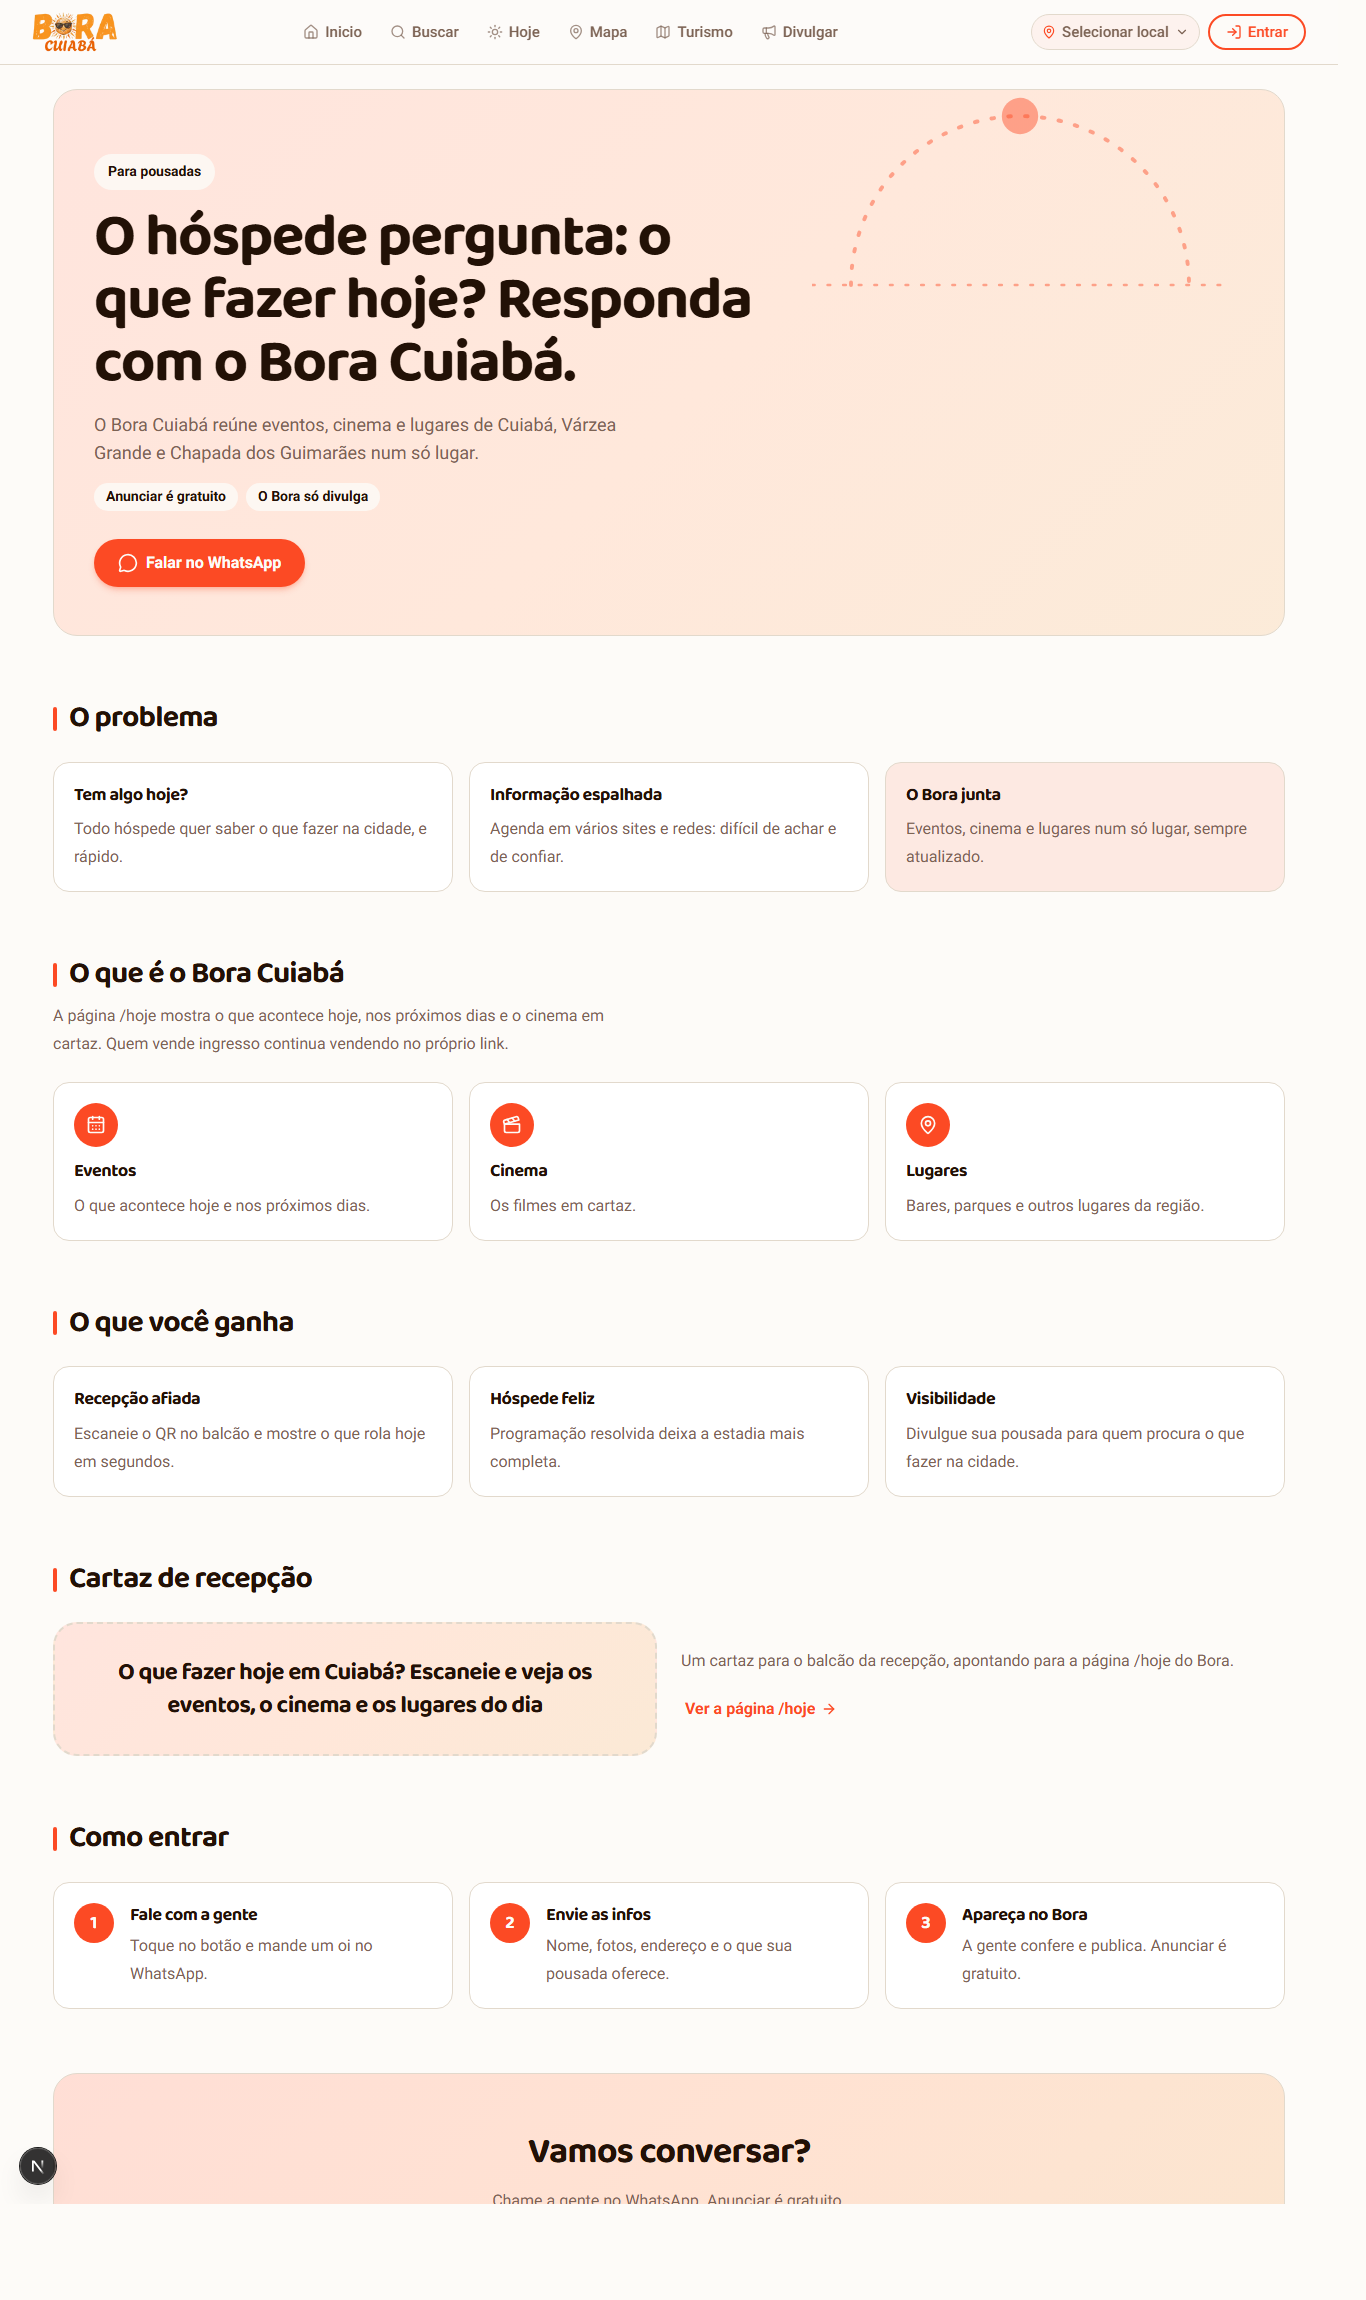 BORA
CUIABÁ
Inicio
Buscar
Hoje
Mapa
Turismo
Divulgar
Selecionar local
Entrar
Para pousadas
O hóspede pergunta: o
que fazer hoje? Responda
com o Bora Cuiabá.
O Bora Cuiabá reúne eventos, cinema e lugares de Cuiabá, Várzea
Grande e Chapada dos Guimarães num só lugar.
Anunciar é gratuito
O Bora só divulga
Falar no WhatsApp
O problema
Tem algo hoje?
Todo hóspede quer saber o que fazer na cidade, e
rápido.
Informação espalhada
Agenda em vários sites e redes: difícil de achar e
de confiar.
O Bora junta
Eventos, cinema e lugares num só lugar, sempre
atualizado.
O que é o Bora Cuiabá
A página /hoje mostra o que acontece hoje, nos próximos dias e o cinema em
cartaz. Quem vende ingresso continua vendendo no próprio link.
Eventos
O que acontece hoje e nos próximos dias.
Cinema
Os filmes em cartaz.
Lugares
Bares, parques e outros lugares da região.
O que você ganha
Recepção afiada
Escaneie o QR no balcão e mostre o que rola hoje
em segundos.
Hóspede feliz
Programação resolvida deixa a estadia mais
completa.
Visibilidade
Divulgue sua pousada para quem procura o que
fazer na cidade.
Cartaz de recepção
O que fazer hoje em Cuiabá? Escaneie e veja os
eventos, o cinema e os lugares do dia
Um cartaz para o balcão da recepção, apontando para a página /hoje do Bora.
Ver a página /hoje →
Como entrar
1
Fale com a gente
Toque no botão e mande um oi no
WhatsApp.
2
Envie as infos
Nome, fotos, endereço e o que sua
pousada oferece.
3
Apareça no Bora
A gente confere e publica. Anunciar é
gratuito.
Vamos conversar?
Chame a gente no WhatsApp. Anunciar é gratuito
N